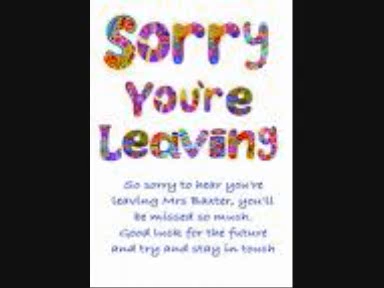 Sorry
You're
Leaving
So sorry to hear you're
leaving Mrs Baxter, you'll
be missed so much.
Good luck for the future
and try and stay in touch